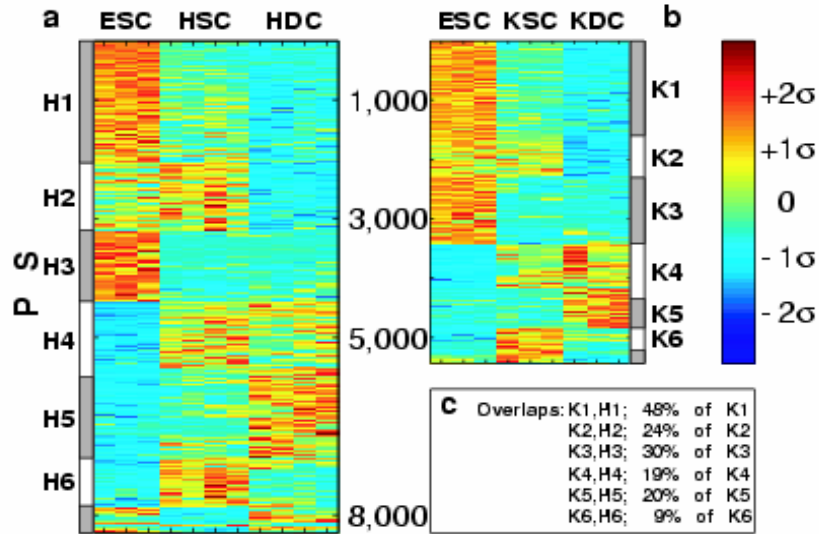 a ESC HSC HDC
ESC KSC KDC b
H1
H2
H3
H4
H5
H6
P S
1,000
3,000
5,000
8,000
K1
K2
K3
K4
K5
K6
+2σ
+1σ
0
- 1σ
- 2σ
c Overlaps: K1,H1; 48% of K1
K2,H2; 24% of K2
K3,H3; 30% of K3
K4,H4; 19% of K4
K5,H5; 20% of K5
K6,H6; 9% of K6